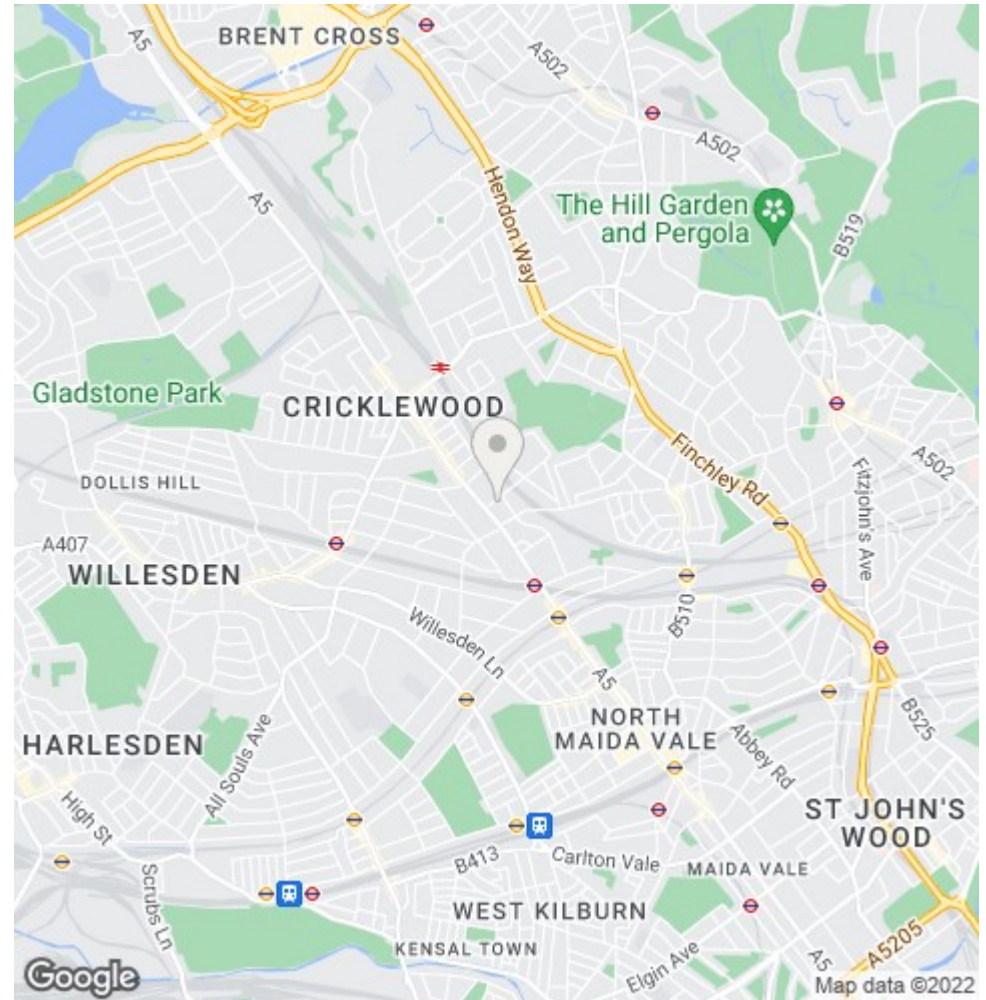 BRENT CROSS
A5
A502
A502
A5
Hendon Way
The Hill Garden
and Pergola
B519
Gladstone Park
CRICKLEWOOD
A502
Finchley Rd
DOLLIS HILL
Fitzjohn's Ave
A407
WILLESDEN
B510
Willesden Ln
A5
NORTH
MAIDA VALE
Abbey Rd
B525
HARLESDEN
All Souls Ave
High St
ST JOHN'S
WOOD
B413
Carlton Vale
MAIDA VALE
Scrubs Ln
WEST KILBURN
KENSAL TOWN
Elgin Ave
A5
A5205
Google
Map data ©2022